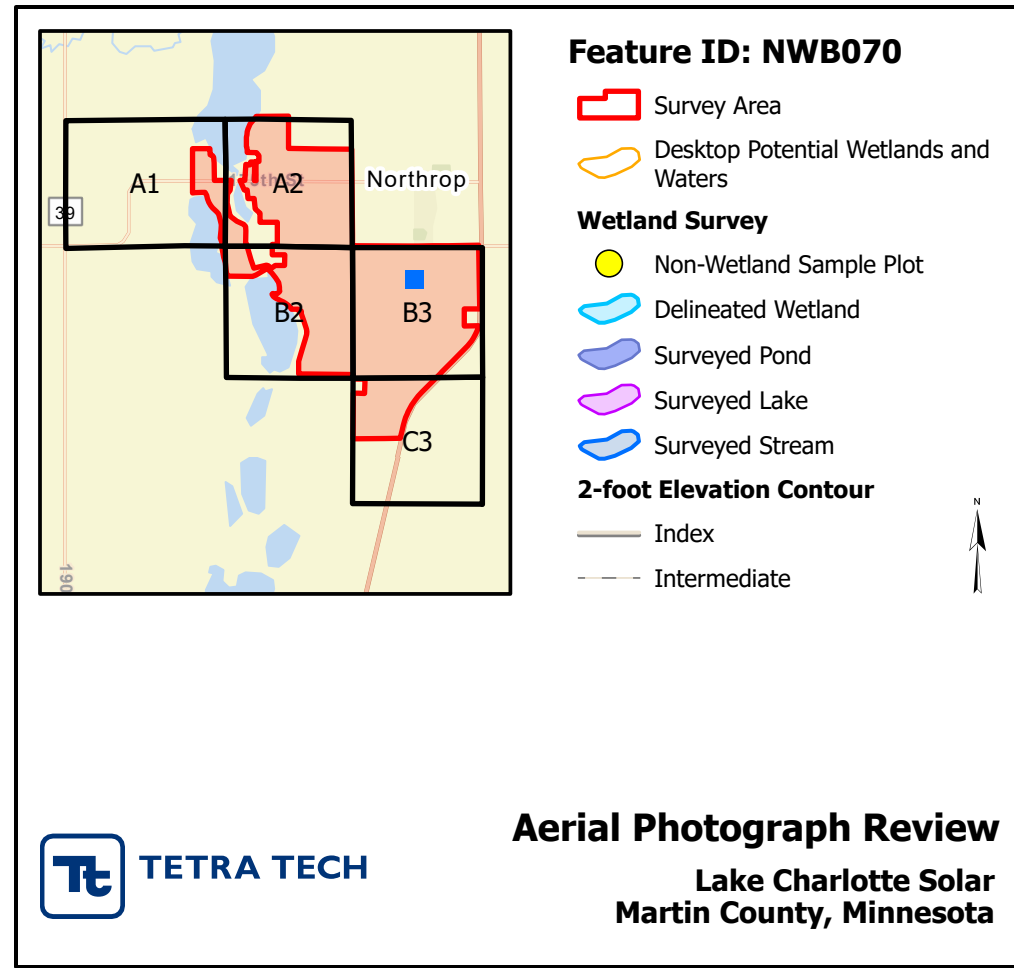 Feature ID: NWB070
Survey Area
Desktop Potential Wetlands and
Waters
Wetland Survey
Non-Wetland Sample Plot
Delineated Wetland
Surveyed Pond
Surveyed Lake
Surveyed Stream
2-foot Elevation Contour
Index
Intermediate
N
A1
A2
Northrop
39
B2
B3
C3
190
Tt
TETRA TECH
Aerial Photograph Review
Lake Charlotte Solar
Martin County, Minnesota